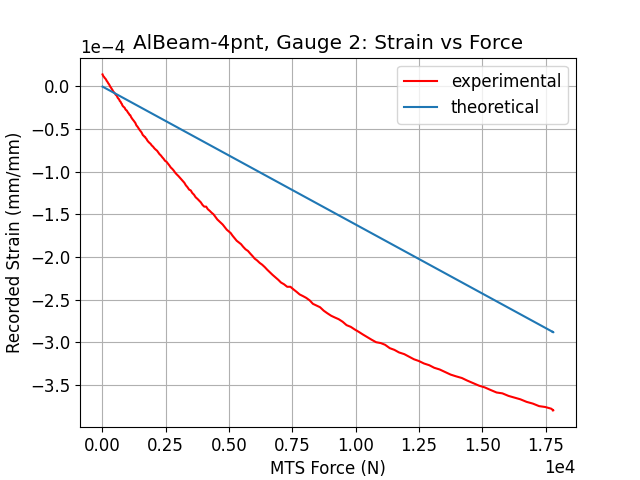 1e−4
AlBeam-4pnt, Gauge 2: Strain vs Force
experimental
theoretical
0.0
−0.5
−1.0
−1.5
−2.0
−2.5
−3.0
−3.5
Recorded Strain (mm/mm)
0.00 0.25 0.50 0.75 1.00 1.25 1.50 1.75
1e4
MTS Force (N)